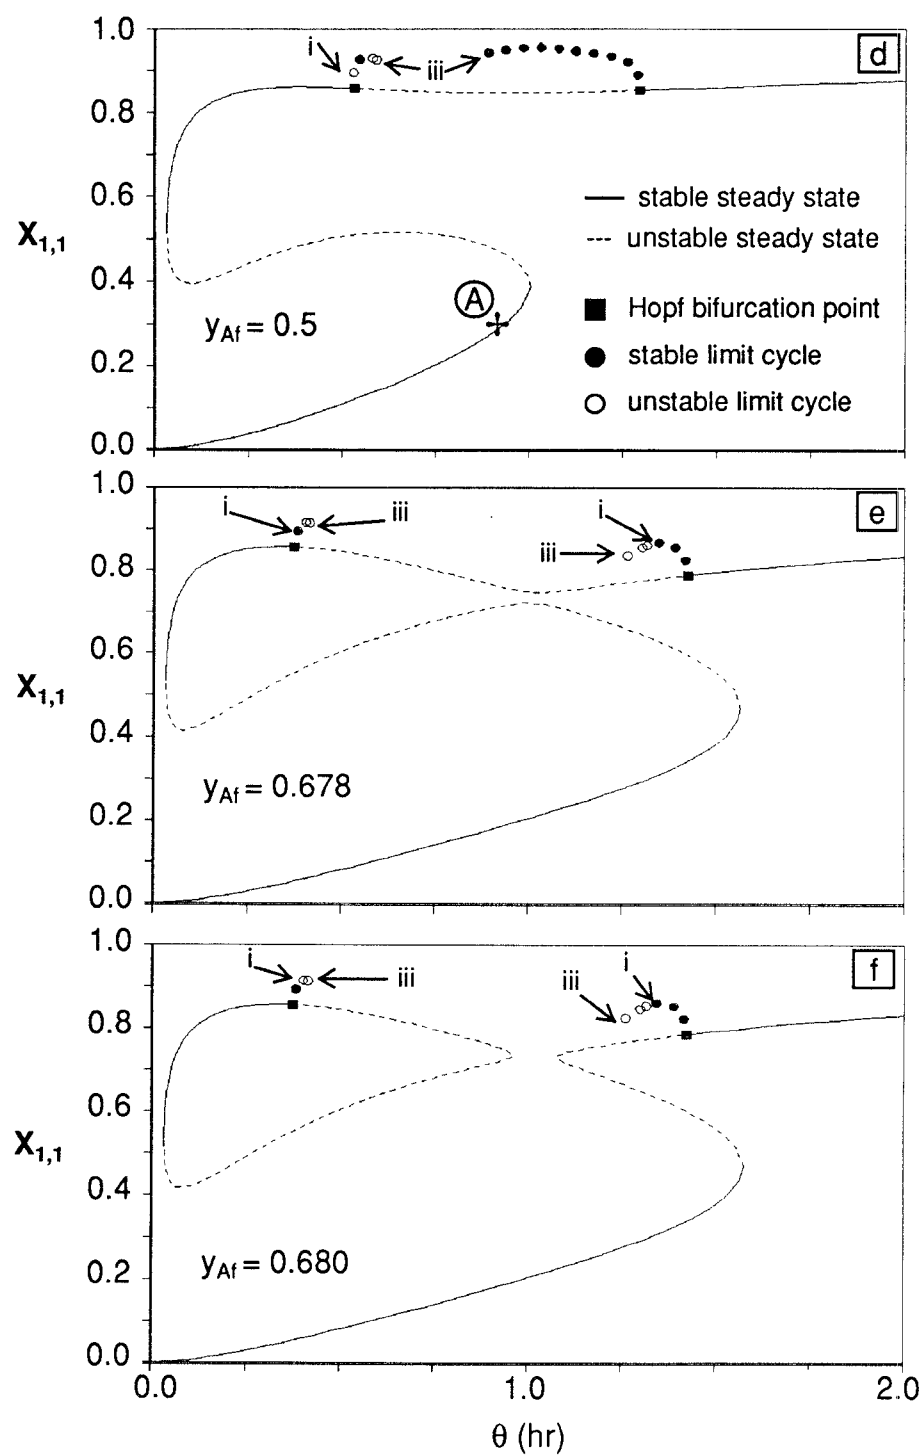 1.0
i
iii
d
0.8
0.6
stable steady state
X1,1
unstable steady state
0.4
A
yAf = 0.5
Hopf bifurcation point
stable limit cycle
0.2
unstable limit cycle
0.0
1.0
i
iii
i
e
iii
0.8
0.6
X1,1
0.4
yAf = 0.678
0.2
0.0
1.0
i
iii
i
f
iii
0.8
0.6
X1,1
0.4
yAf = 0.680
0.2
0.0
0.0 1.0 2.0
θ (hr)